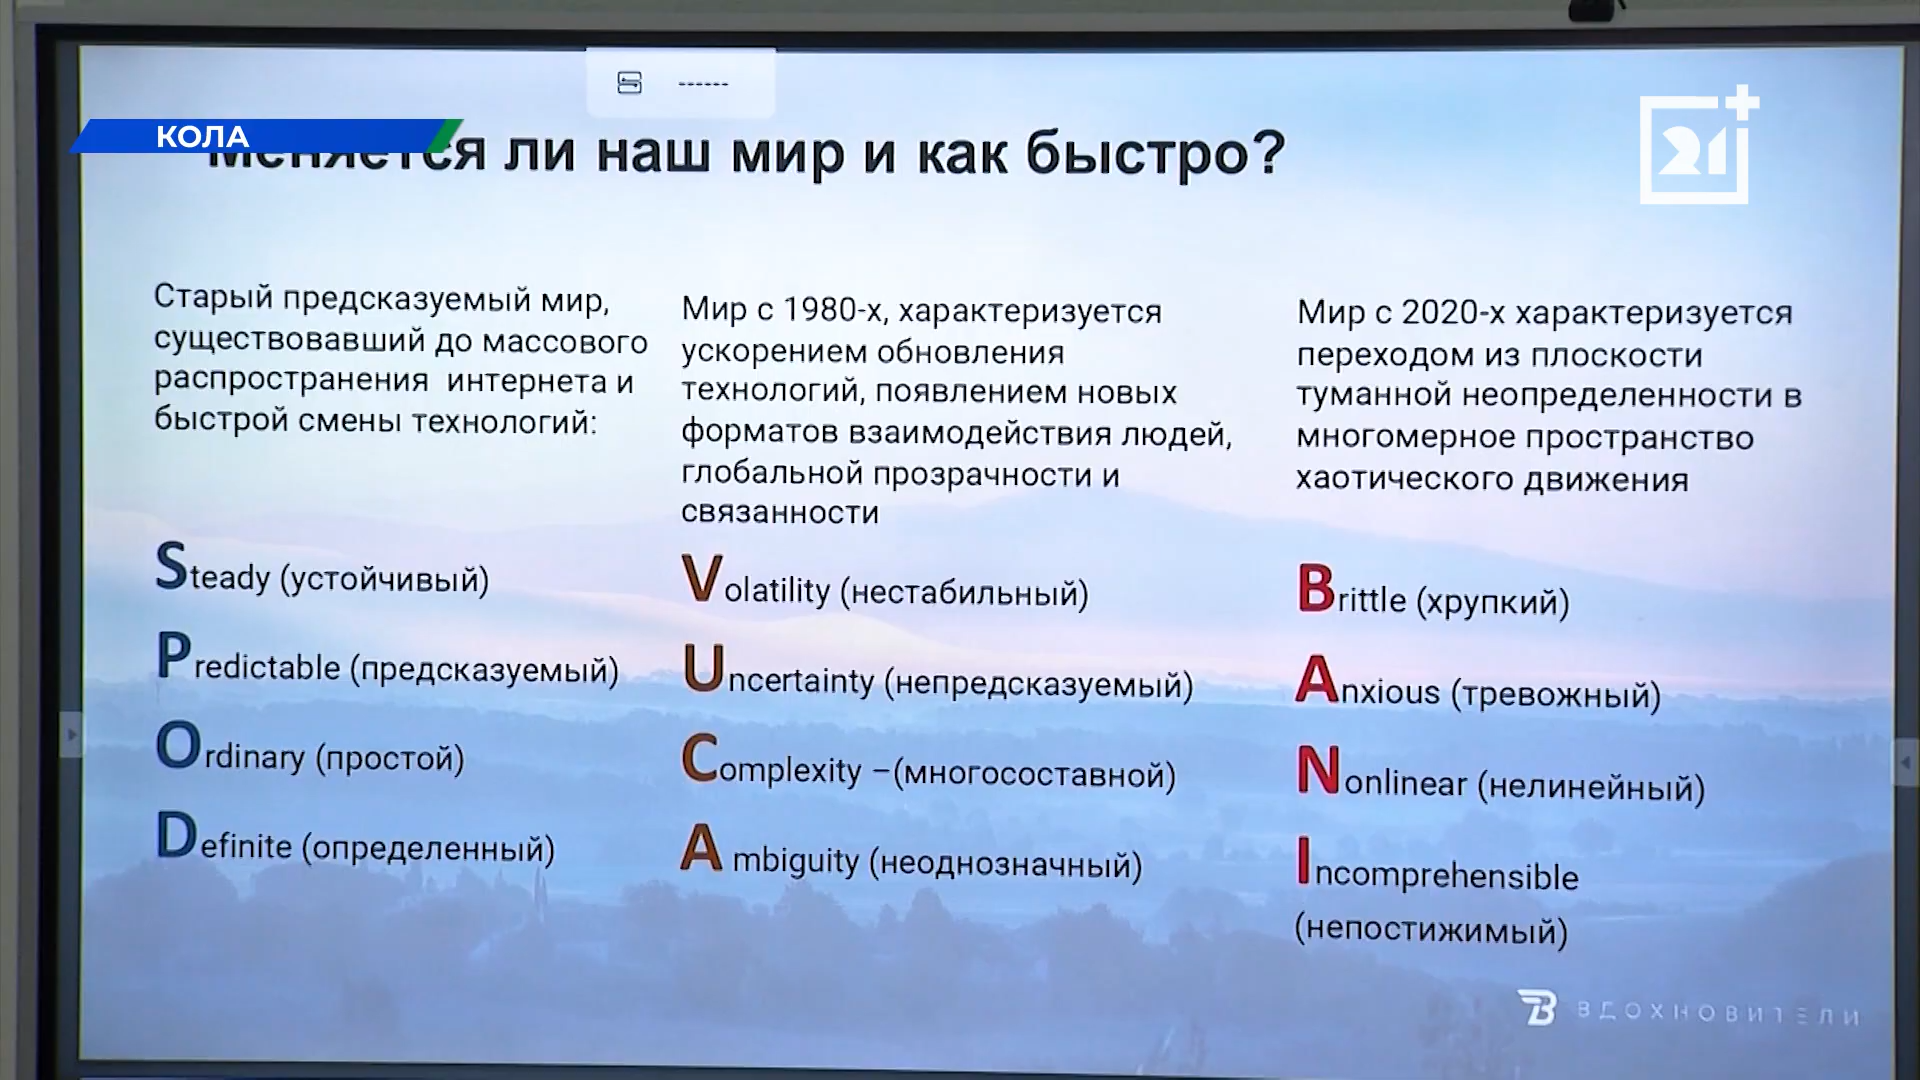 КОЛА
21+
Меняется ли наш мир и как быстро?
Старый предсказуемый мир,
существовавший до массового
распространения интернета и
быстрой смены технологий:
Steady (устойчивый)
Predictable (предсказуемый)
Ordinary (простой)
Definite (определенный)
Мир с 1980-х, характеризуется
ускорением обновления
технологий, появлением новых
форматов взаимодействия людей,
глобальной прозрачности и
связанности
Volatility (нестабильный)
Uncertainty (непредсказуемый)
Complexity –(многосоставной)
A mbiguity (неоднозначный)
Мир с 2020-х характеризуется
переходом из плоскости
туманной неопределенности в
многомерное пространство
хаотического движения
Brittle (хрупкий)
Anxious (тревожный)
Nonlinear (нелинейный)
Incomprehensible
(непостижимый)
ВДОХНОВИТЕЛИ